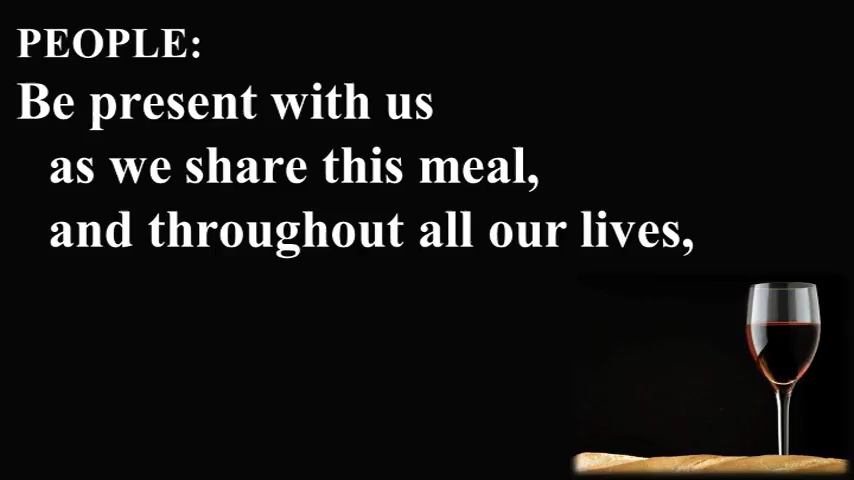 PEOPLE:
Be present with us
as we share this meal,
and throughout all our lives,